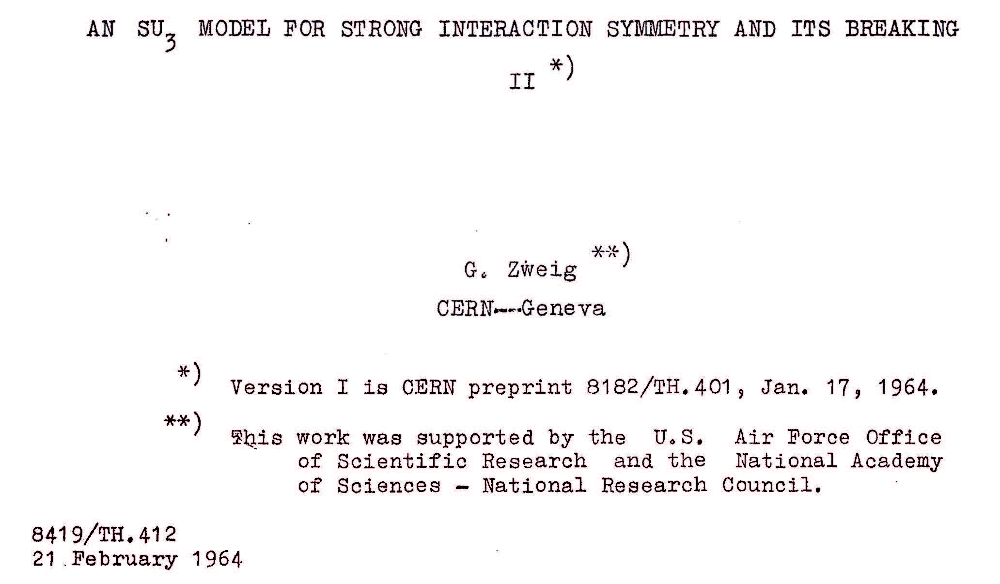 AN SU3 MODEL FOR STRONG INTERACTION SYMMETRY AND ITS BREAKING
II *)
G. Zweig **)
CERN---Geneva
*) Version I is CERN preprint 8182/TH.401, Jan. 17, 1964.
**) This work was supported by the U.S. Air Force Office
of Scientific Research and the National Academy
of Sciences - National Research Council.
8419/TH.412
21 February 1964